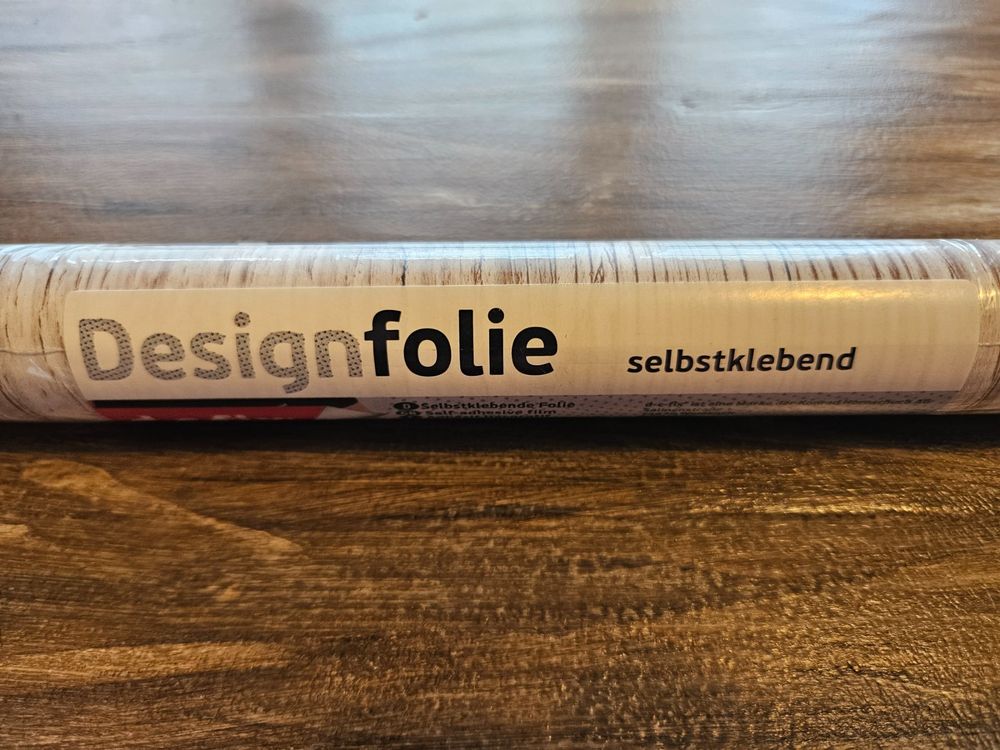 Designfolie selbstklebend
D Selbstklebende Folie
Self-adhesive film